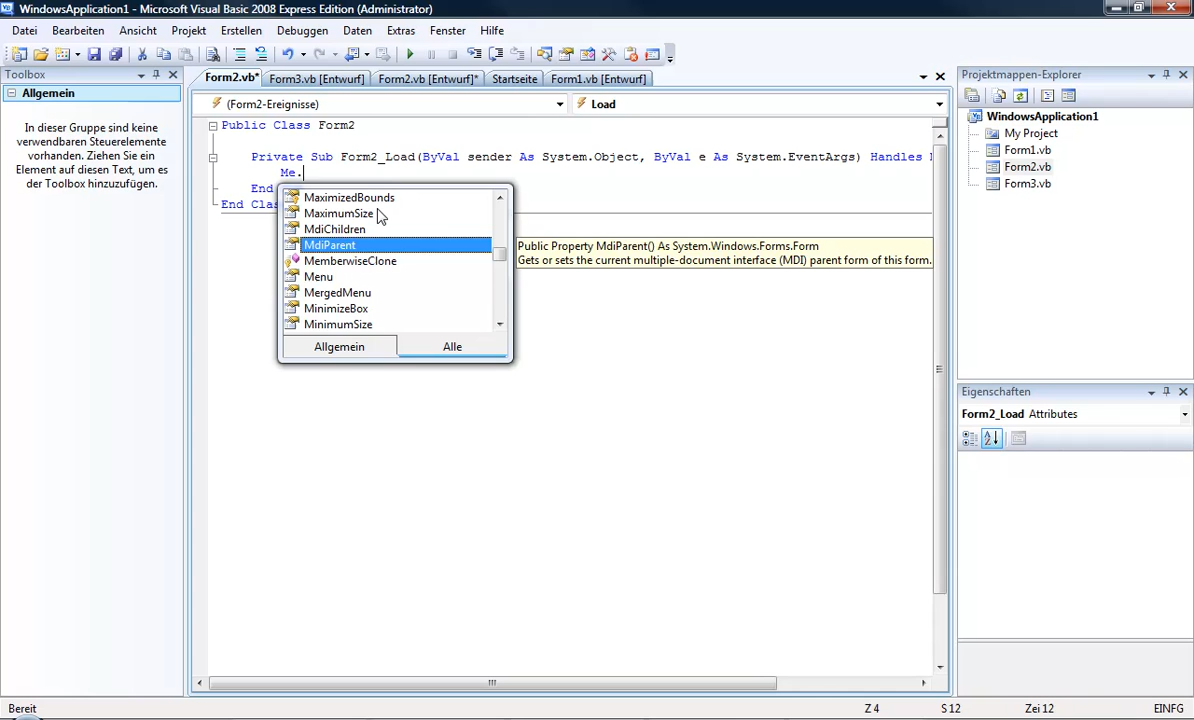 WindowsApplication1 - Microsoft Visual Basic 2008 Express Edition (Administrator)
Datei Bearbeiten Ansicht Projekt Erstellen Debuggen Daten Extras Fenster Hilfe
Toolbox
Allgemein
In dieser Gruppe sind keine
verwendbaren Steuerelemente
vorhanden. Ziehen Sie ein
Element auf diesen Text, um es
der Toolbox hinzuzufügen.
Form2.vb* Form3.vb [Entwurf] Form2.vb [Entwurf]* Startseite Form1.vb [Entwurf]
(Form2-Ereignisse) Load
Public Class Form2
Private Sub Form2_Load(ByVal sender As System.Object, ByVal e As System.EventArgs) Handles
Me.
End
End Clas
MaximizedBounds
MaximumSize
MdiChildren
MdiParent
MemberwiseClone
Menu
MergedMenu
MinimizeBox
MinimumSize
Allgemein Alle
Public Property MdiParent() As System.Windows.Forms.Form
Gets or sets the current multiple-document interface (MDI) parent form of this form.
Projektmappen-Explorer
WindowsApplication1
My Project
Form1.vb
Form2.vb
Form3.vb
Eigenschaften
Form2_Load Attributes
Bereit Z 4 S 12 Zei 12 EINFG